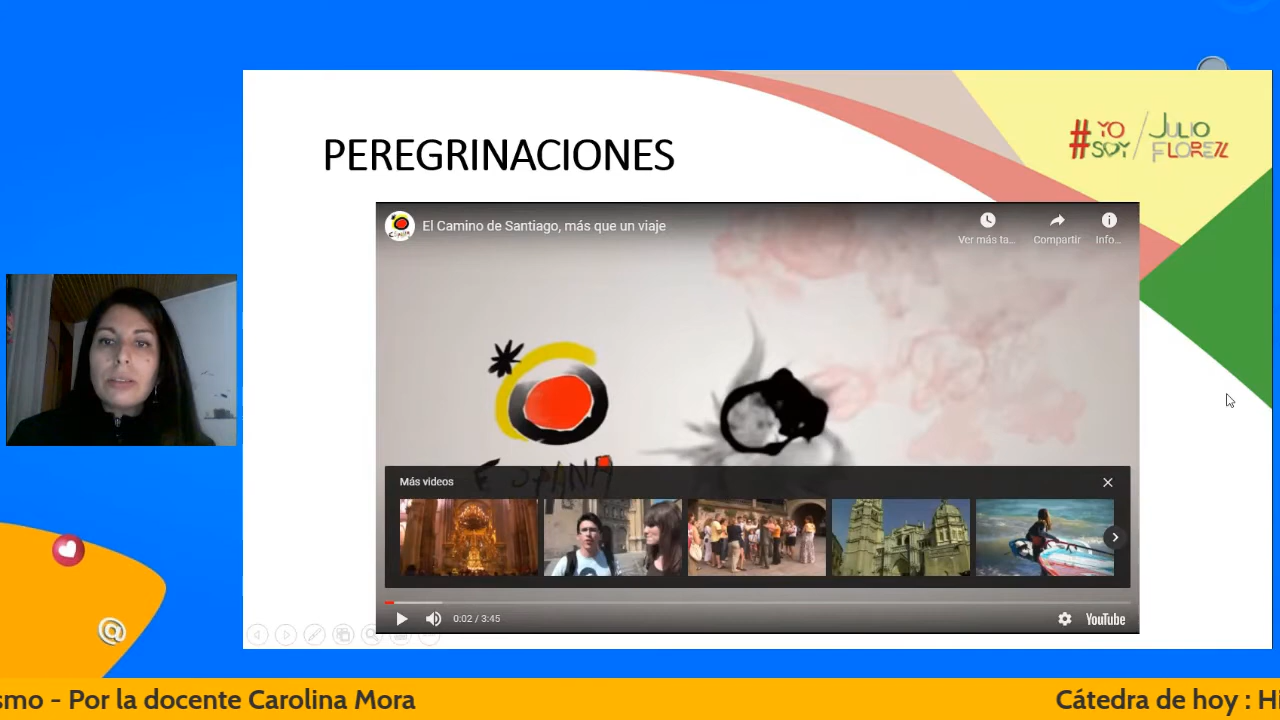 PEREGRINACIONES
# YO SOY / JULIO FLOREZ
El Camino de Santiago, más que un viaje
Ver más ta...
Compartir
Info...
ESPAÑA
Más videos
0:02 / 3:45
YouTube
@
smo - Por la docente Carolina Mora
Cátedra de hoy : Hi